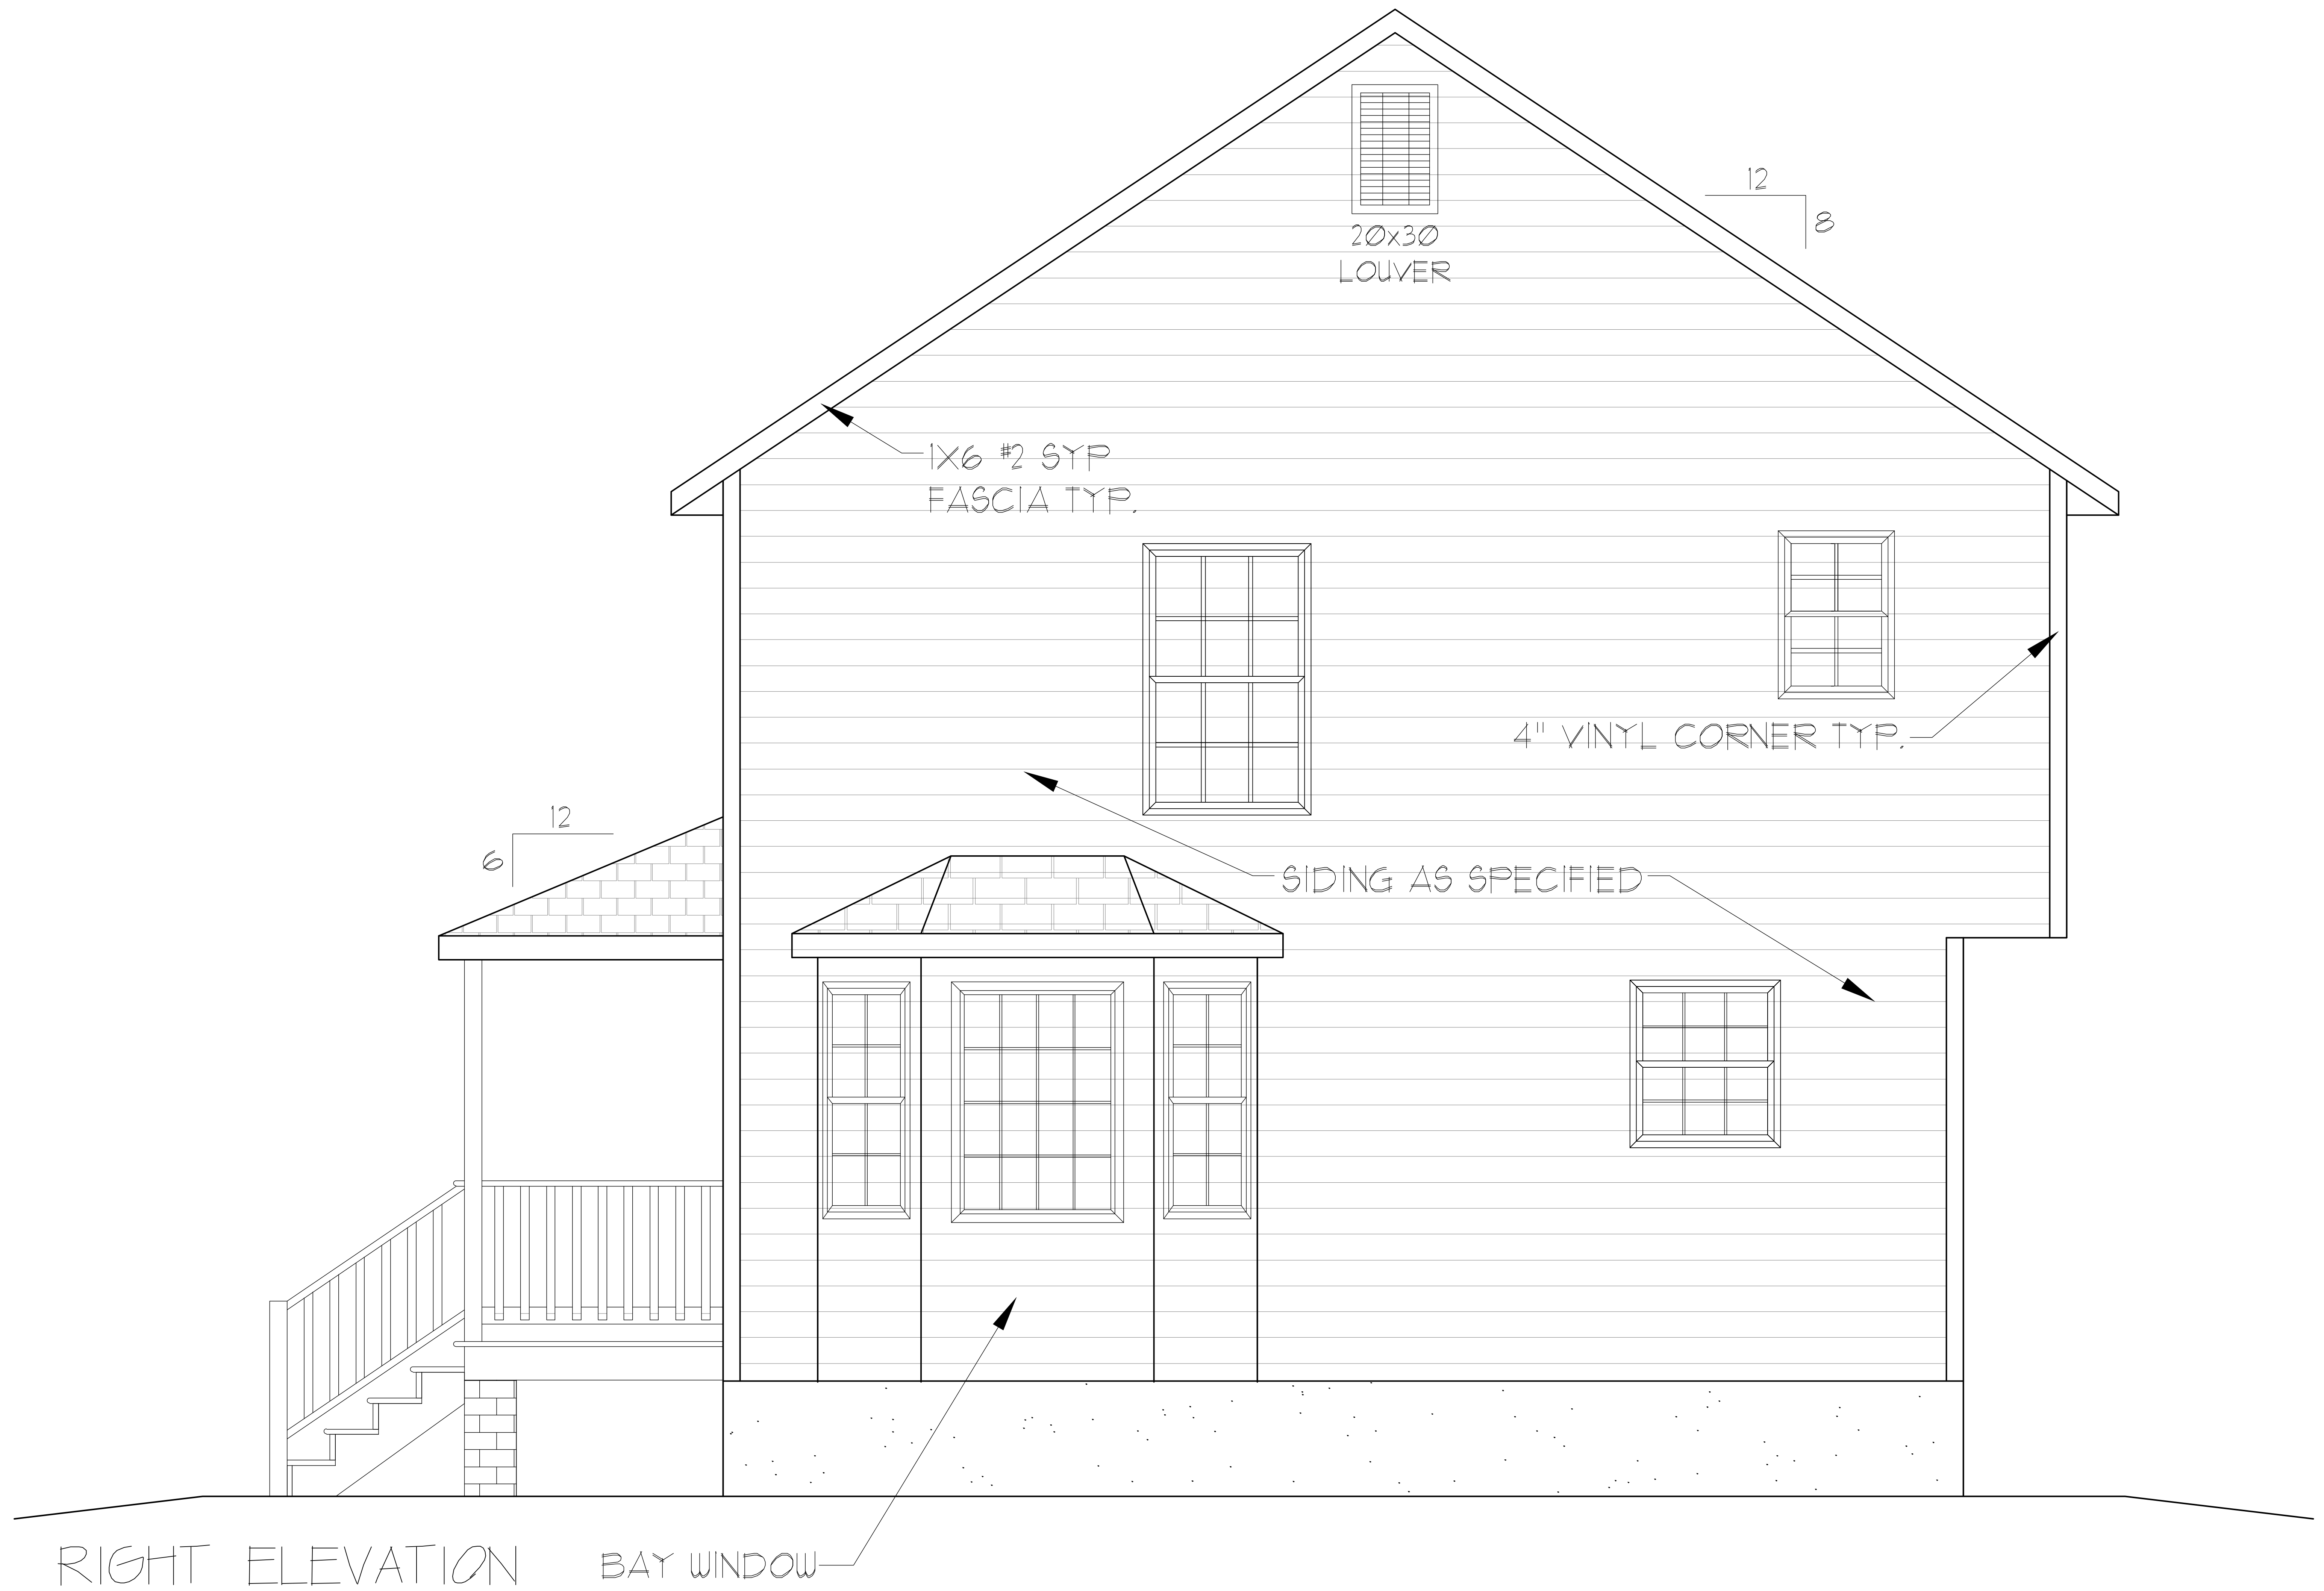 12
8
20x30
LOUVER
1X6 #2 SYP
FASCIA TYP.
4" VINYL CORNER TYP.
12
6
SIDING AS SPECIFIED
RIGHT ELEVATION
BAY WINDOW